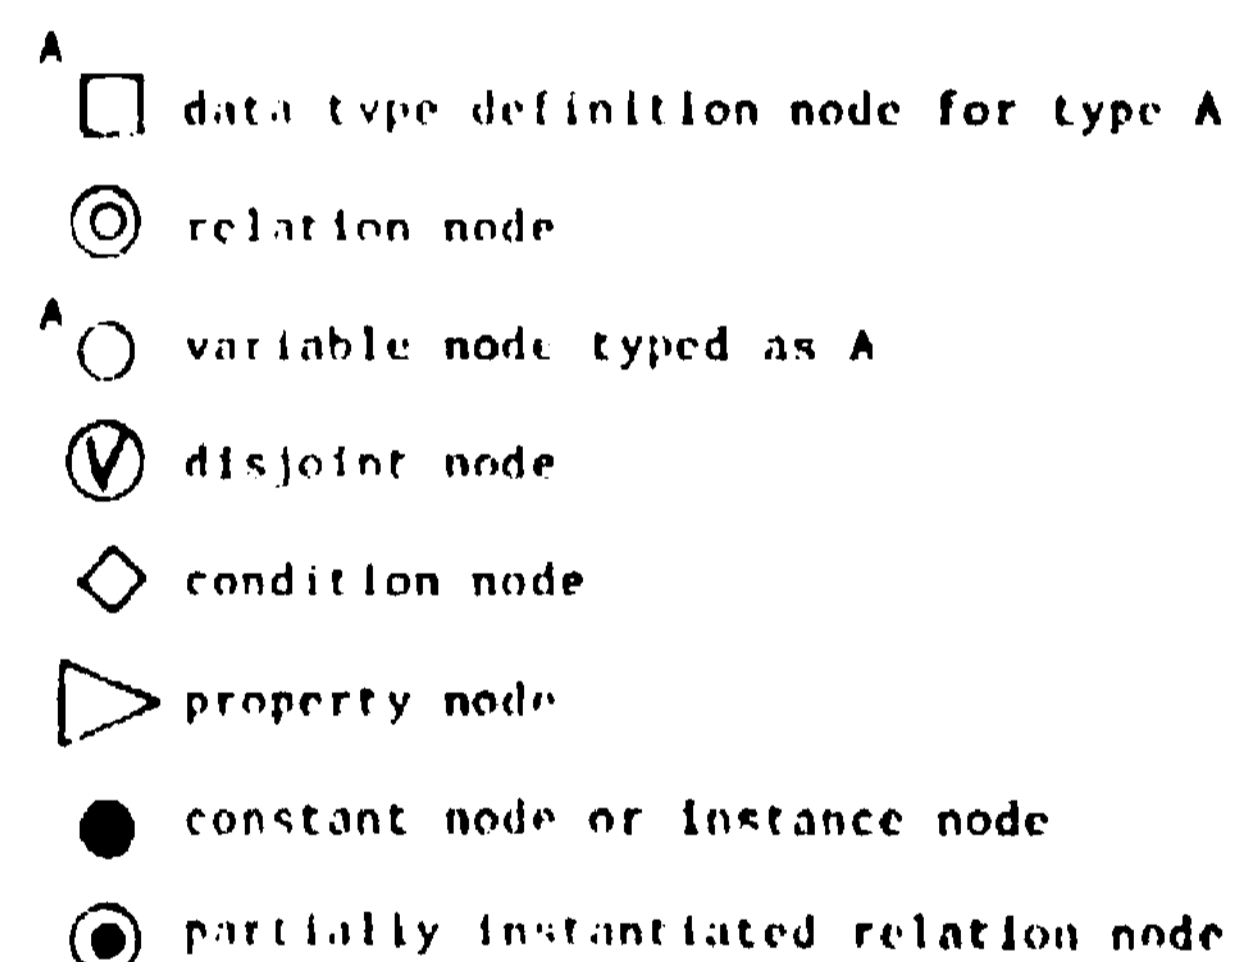 A
data type definition node for type A
relation node
A
variable node typed as A
V
disjoint node
condition node
property node
constant node or instance node
partially instantiated relation node